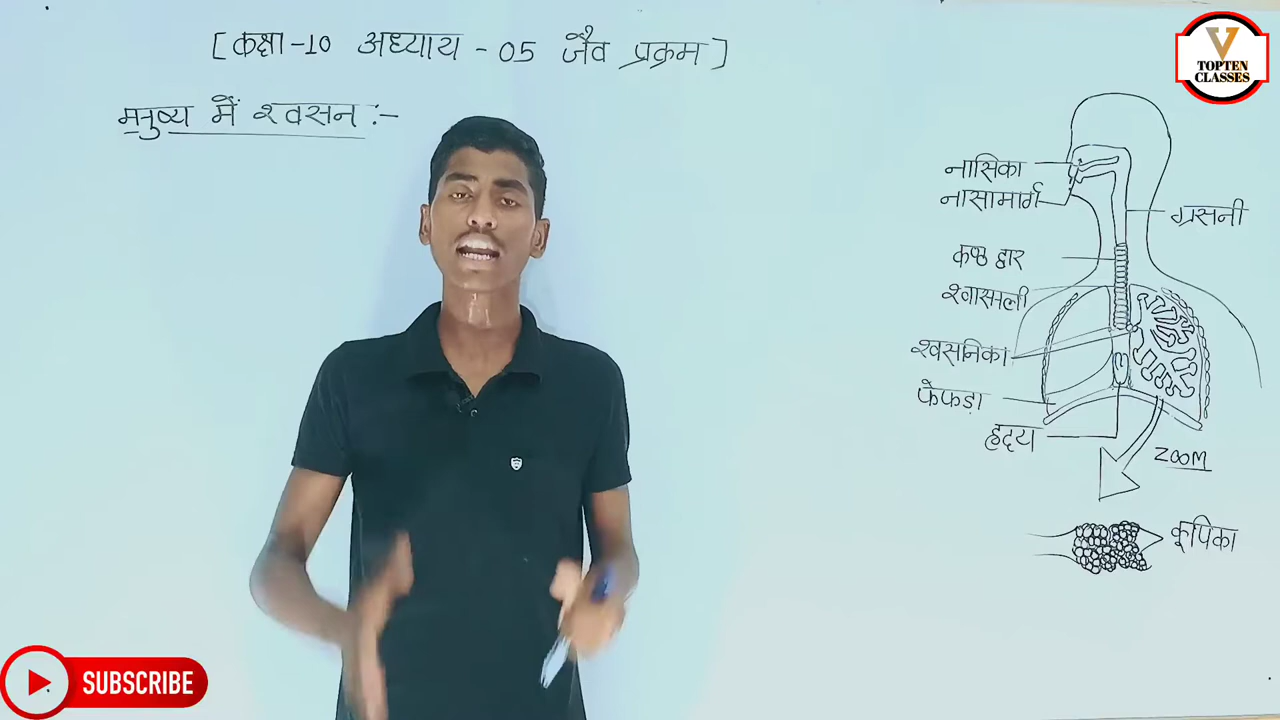 [कक्षा-10 अध्याय - 05 जैव प्रक्रम]
मनुष्य में श्वसन :-
V
TOPTEN
CLASSES
नासिका
नासामार्ग
ग्रसनी
कण्ठ द्वार
श्वासनली
श्वसनिका
फेफड़ा
हृदय
ZOOM
कूपिका
SUBSCRIBE